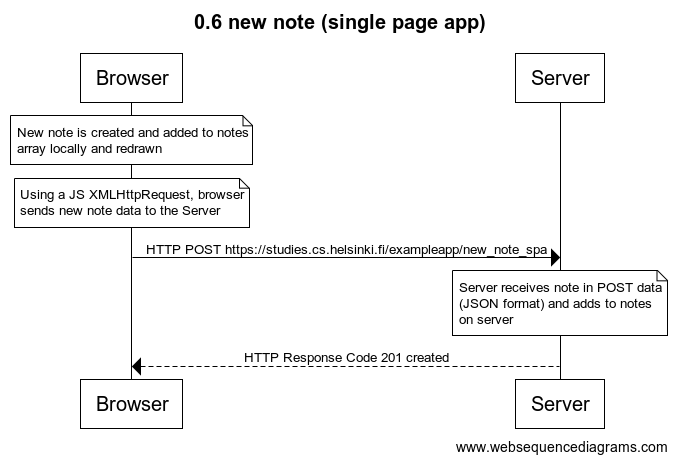 0.6 new note (single page app)
Browser
Server
New note is created and added to notes
array locally and redrawn
Using a JS XMLHttpRequest, browser
sends new note data to the Server
HTTP POST https://studies.cs.helsinki.fi/exampleapp/new_note_spa
Server receives note in POST data
(JSON format) and adds to notes
on server
HTTP Response Code 201 created
Browser
Server
www.websequencediagrams.com